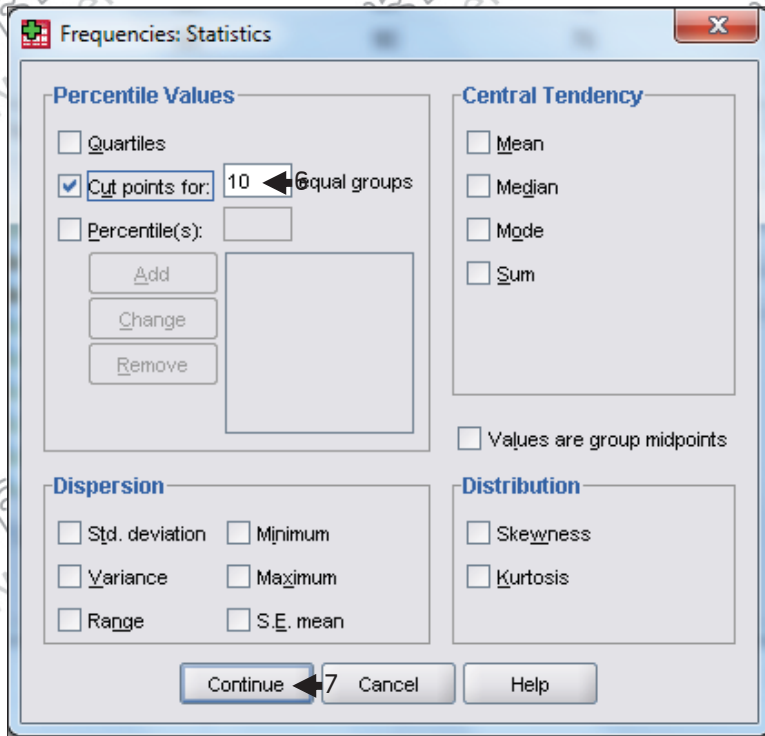 Frequencies: Statistics
Percentile Values
Quartiles
Cut points for: 10 6 equal groups
Percentile(s):
Add
Change
Remove
Central Tendency
Mean
Median
Mode
Sum
Values are group midpoints
Dispersion
Std. deviation Minimum
Variance Maximum
Range S.E. mean
Distribution
Skewness
Kurtosis
Continue 7 Cancel Help